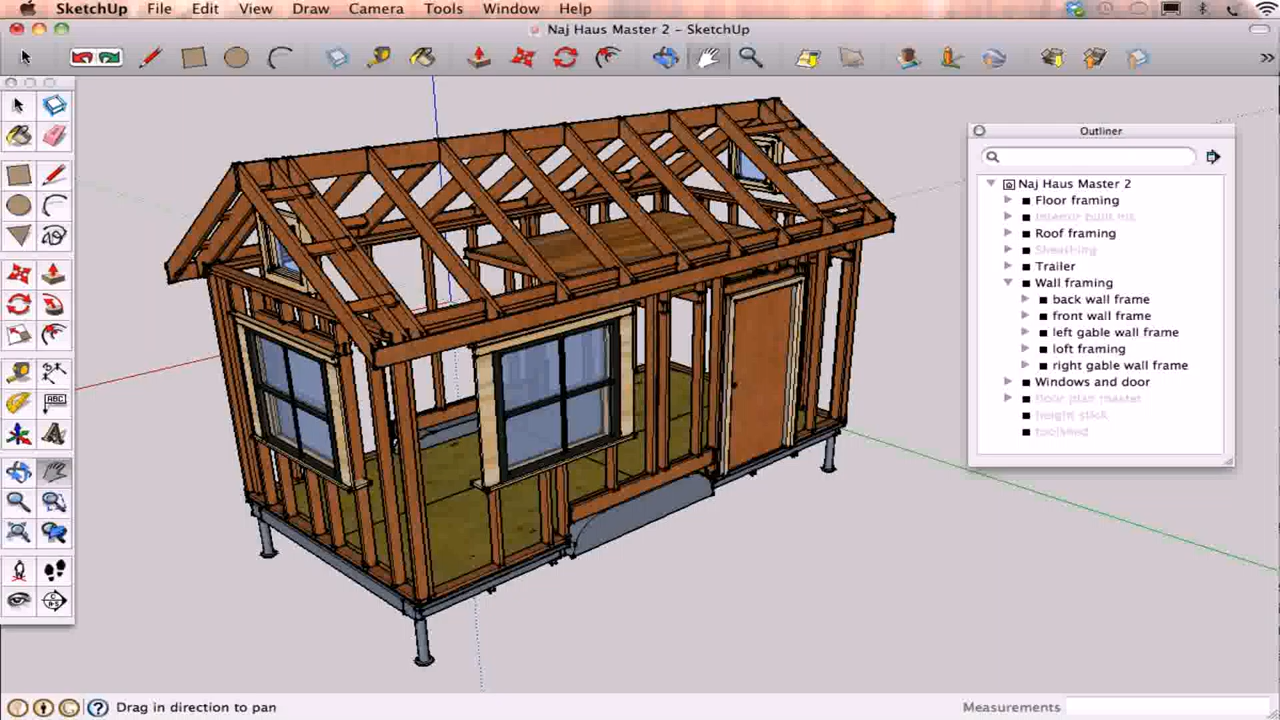 SketchUp File Edit View Draw Camera Tools Window Help
Naj Haus Master 2 – SketchUp
Outliner
Naj Haus Master 2
Floor framing
Interior built ins
Roof framing
Sheathing
Trailer
Wall framing
back wall frame
front wall frame
left gable wall frame
loft framing
right gable wall frame
Windows and door
floor plan master
height stick
ABC
Drag in direction to pan
Measurements